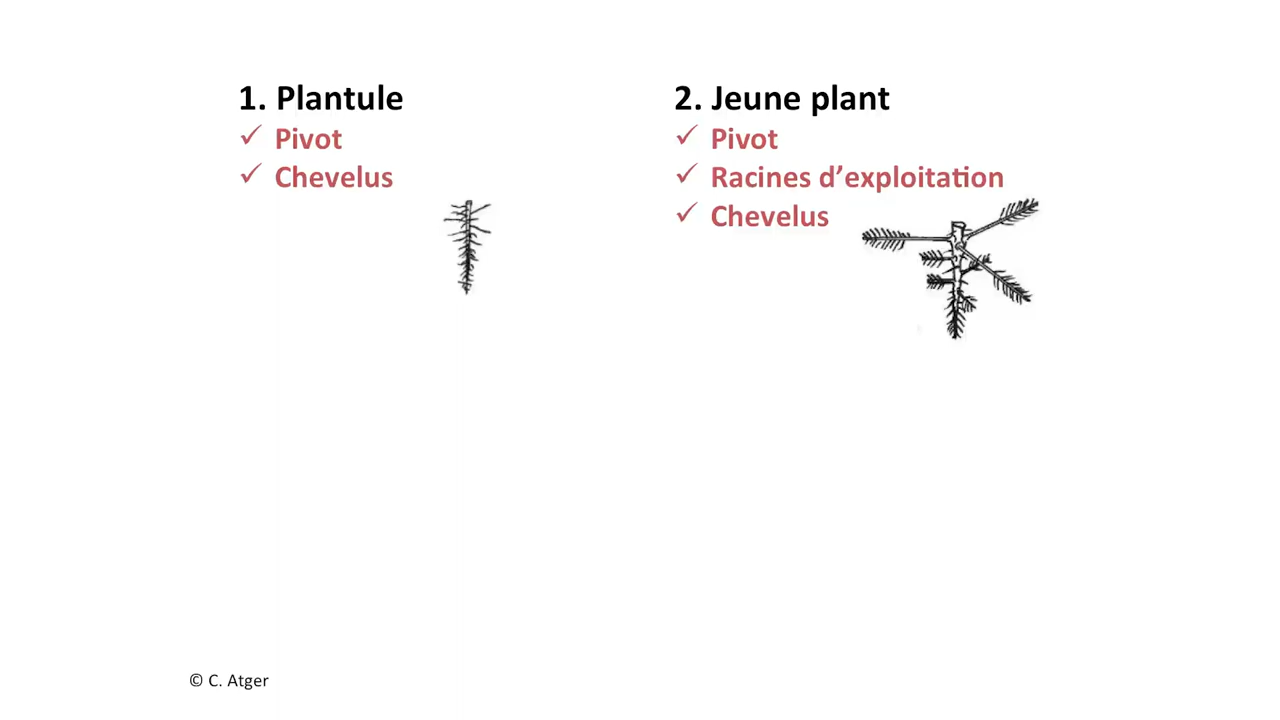 1. Plantule
✓ Pivot
✓ Chevelus
2. Jeune plant
✓ Pivot
✓ Racines d’exploitation
✓ Chevelus
© C. Atger